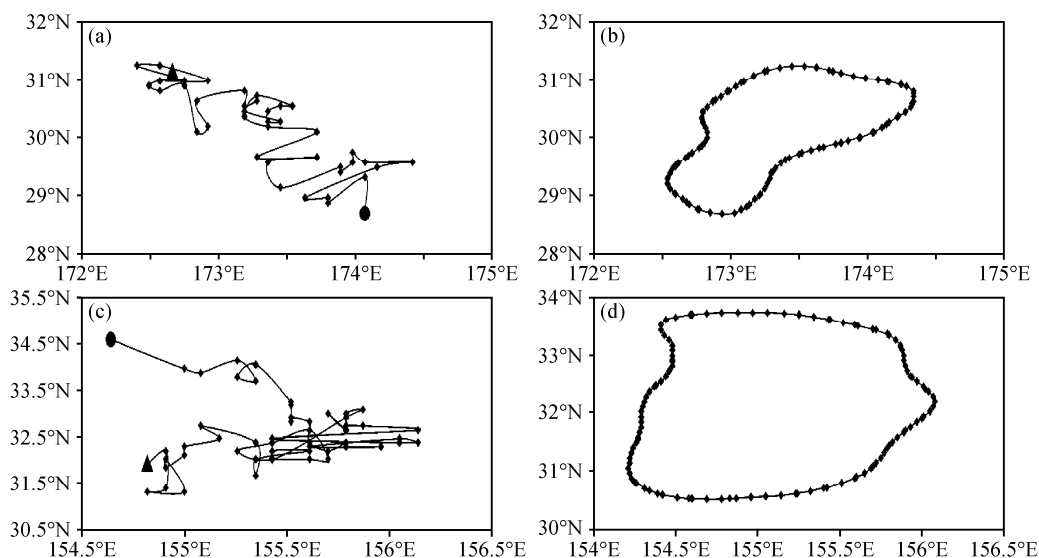 32°N
(a)
31°N
30°N
29°N
28°N
172°E
173°E
174°E
175°E
32°N
(b)
31°N
30°N
29°N
28°N
172°E
173°E
174°E
175°E
35.5°N
(c)
34.5°N
33.5°N
32.5°N
31.5°N
30.5°N
154.5°E
155°E
155.5°E
156°E
156.5°E
34°N
(d)
33°N
32°N
31°N
30°N
154°E
154.5°E
155°E
155.5°E
156°E
156.5°E